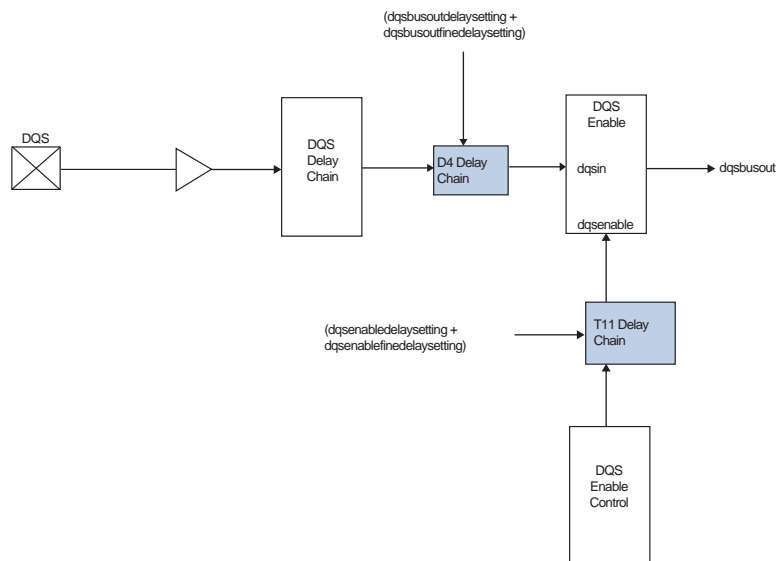 (dqsbusoutdelaysetting +
dqsbusoutfinedelaysetting)
DQS
DQS
Delay
Chain
D4 Delay
Chain
DQS
Enable
dqsin
dqsenable
dqsbusout
(dqsenabledelaysetting +
dqsenablefinedelaysetting)
T11 Delay
Chain
DQS
Enable
Control